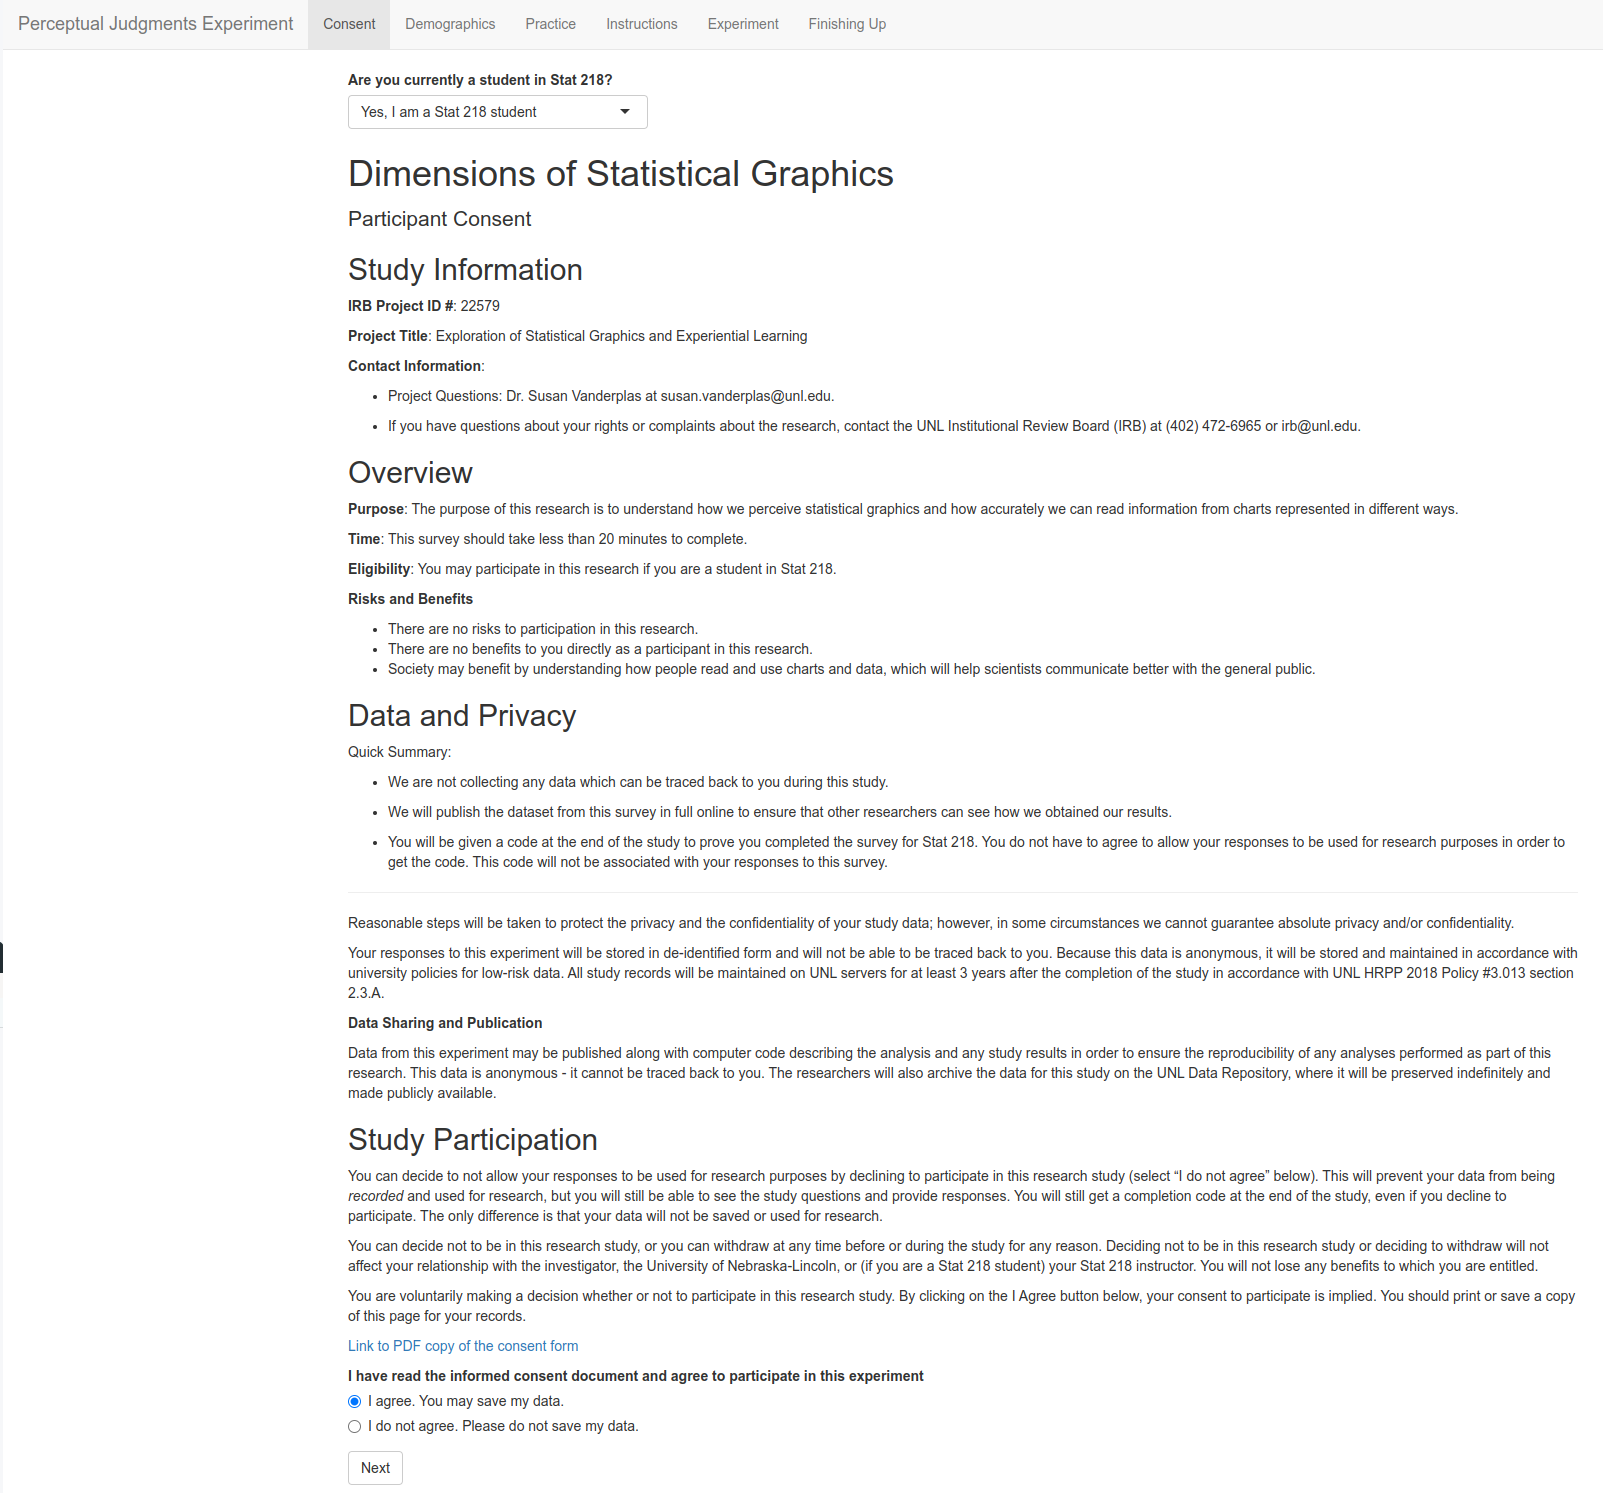 Perceptual Judgments Experiment Consent Demographics Practice Instructions Experiment Finishing Up
Are you currently a student in Stat 218?
Yes, I am a Stat 218 student
Dimensions of Statistical Graphics
Participant Consent
Study Information
IRB Project ID #: 22579
Project Title: Exploration of Statistical Graphics and Experiential Learning
Contact Information:
• Project Questions: Dr. Susan Vanderplas at susan.vanderplas@unl.edu.
• If you have questions about your rights or complaints about the research, contact the UNL Institutional Review Board (IRB) at (402) 472-6965 or irb@unl.edu.
Overview
Purpose: The purpose of this research is to understand how we perceive statistical graphics and how accurately we can read information from charts represented in different ways.
Time: This survey should take less than 20 minutes to complete.
Eligibility: You may participate in this research if you are a student in Stat 218.
Risks and Benefits
• There are no risks to participation in this research.
• There are no benefits to you directly as a participant in this research.
• Society may benefit by understanding how people read and use charts and data, which will help scientists communicate better with the general public.
Data and Privacy
Quick Summary:
• We are not collecting any data which can be traced back to you during this study.
• We will publish the dataset from this survey in full online to ensure that other researchers can see how we obtained our results.
• You will be given a code at the end of the study to prove you completed the survey for Stat 218. You do not have to agree to allow your responses to be used for research purposes in order to
get the code. This code will not be associated with your responses to this survey.
Reasonable steps will be taken to protect the privacy and the confidentiality of your study data; however, in some circumstances we cannot guarantee absolute privacy and/or confidentiality.
Your responses to this experiment will be stored in de-identified form and will not be able to be traced back to you. Because this data is anonymous, it will be stored and maintained in accordance with
university policies for low-risk data. All study records will be maintained on UNL servers for at least 3 years after the completion of the study in accordance with UNL HRPP 2018 Policy #3.013 section
2.3.A.
Data Sharing and Publication
Data from this experiment may be published along with computer code describing the analysis and any study results in order to ensure the reproducibility of any analyses performed as part of this
research. This data is anonymous - it cannot be traced back to you. The researchers will also archive the data for this study on the UNL Data Repository, where it will be preserved indefinitely and
made publicly available.
Study Participation
You can decide to not allow your responses to be used for research purposes by declining to participate in this research study (select “I do not agree” below). This will prevent your data from being
recorded and used for research, but you will still be able to see the study questions and provide responses. You will still get a completion code at the end of the study, even if you decline to
participate. The only difference is that your data will not be saved or used for research.
You can decide not to be in this research study, or you can withdraw at any time before or during the study for any reason. Deciding not to be in this research study or deciding to withdraw will not
affect your relationship with the investigator, the University of Nebraska-Lincoln, or (if you are a Stat 218 student) your Stat 218 instructor. You will not lose any benefits to which you are entitled.
You are voluntarily making a decision whether or not to participate in this research study. By clicking on the I Agree button below, your consent to participate is implied. You should print or save a copy
of this page for your records.
Link to PDF copy of the consent form
I have read the informed consent document and agree to participate in this experiment
I agree. You may save my data.
I do not agree. Please do not save my data.
Next